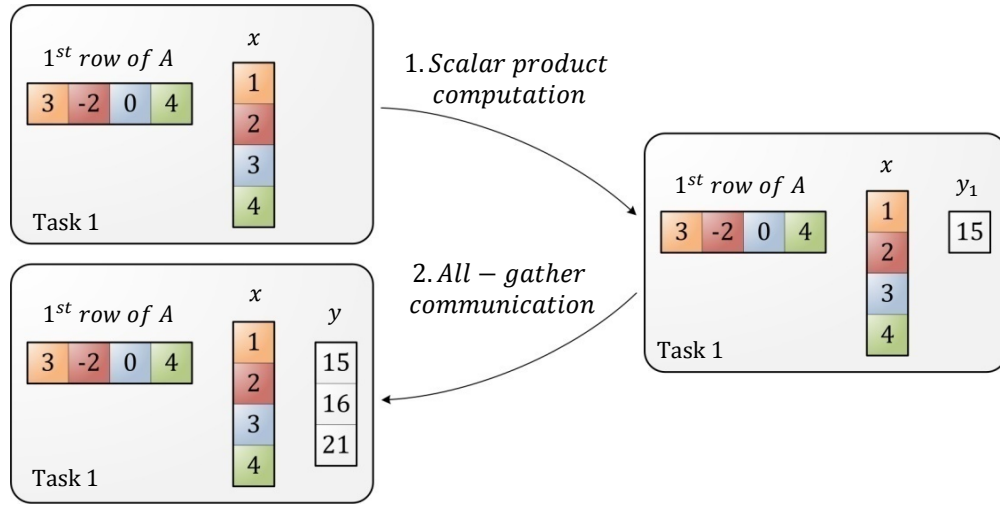 1st row of A
x
3 -2 0 4
1
2
3
4
Task 1
1. Scalar product
computation
1st row of A
x
y1
3 -2 0 4
1
2
3
4
15
Task 1
2. All – gather
communication
1st row of A
x
y
3 -2 0 4
1
2
3
4
15
16
21
Task 1